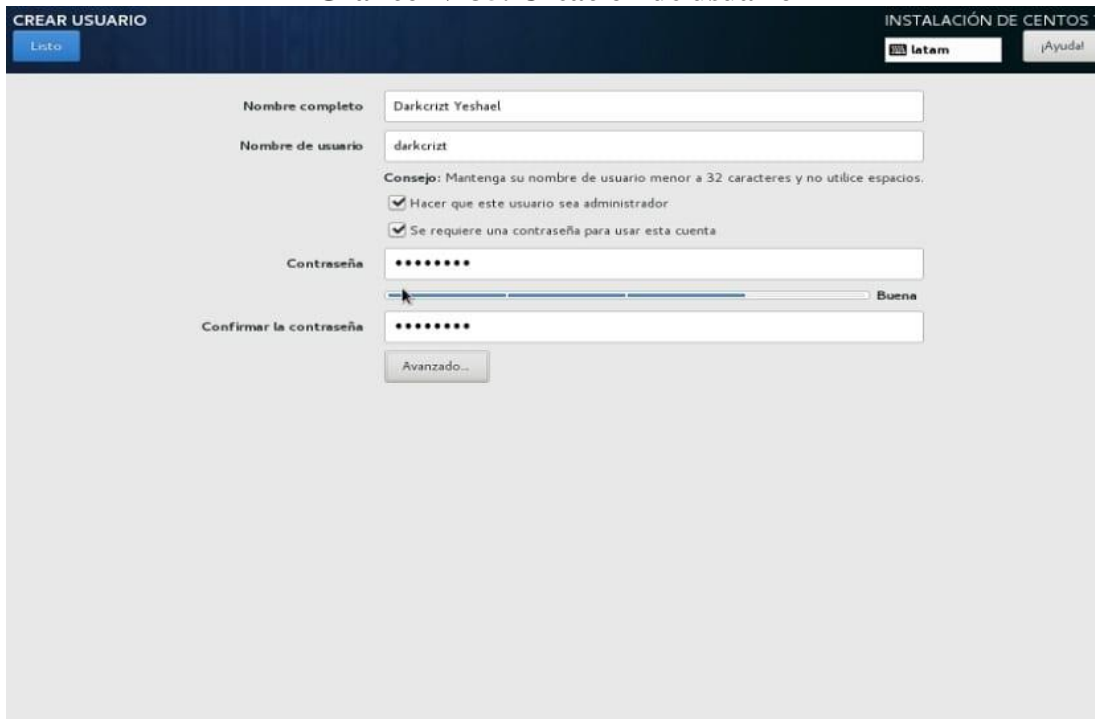 CREAR USUARIO
INSTALACIÓN DE CENTOS
Listo
latam
¡Ayuda!
Nombre completo
Darkcrizt Yeshael
Nombre de usuario
darkcrizt
Consejo: Mantenga su nombre de usuario menor a 32 caracteres y no utilice espacios.
Hacer que este usuario sea administrador
Se requiere una contraseña para usar esta cuenta
Contraseña
••••••••
Buena
Confirmar la contraseña
••••••••
Avanzado...